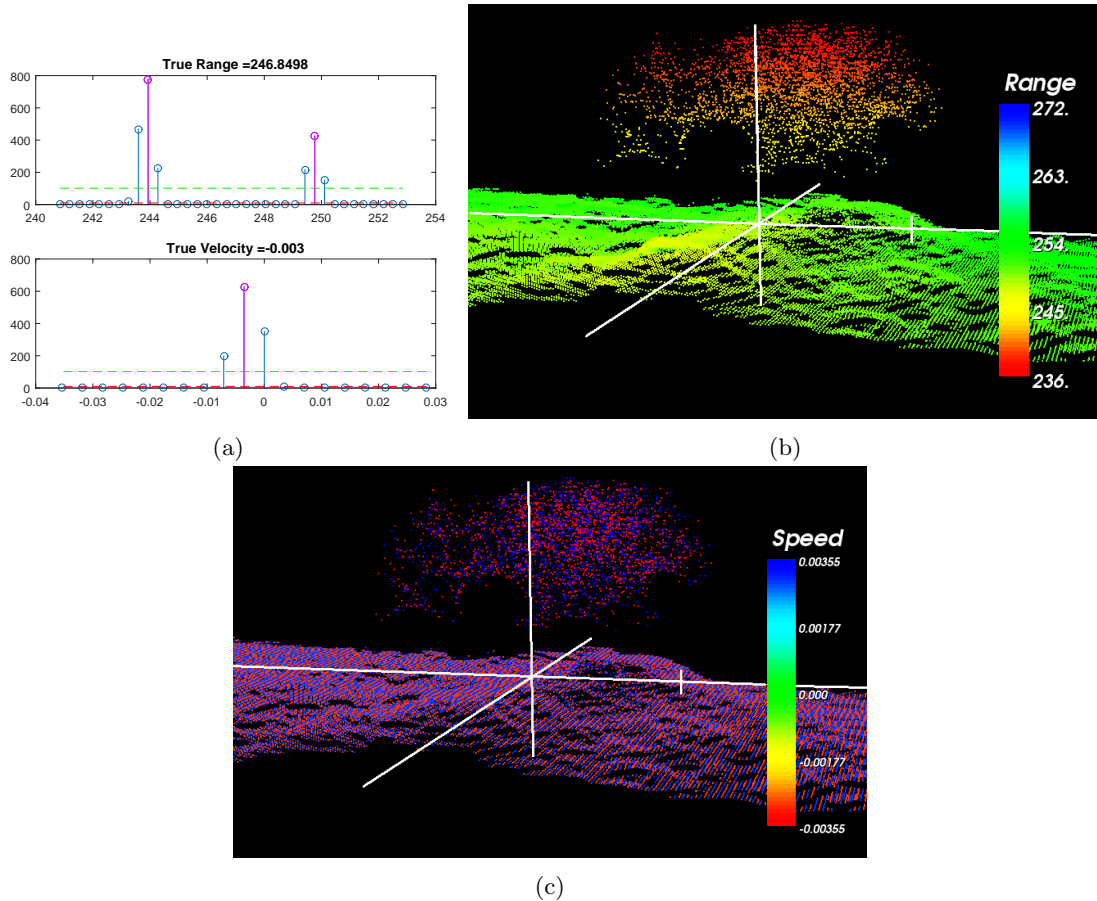 True Range =246.8498
800
600
400
200
0
240 242 244 246 248 250 252 254
True Velocity =-0.003
800
600
400
200
0
-0.04 -0.03 -0.02 -0.01 0 0.01 0.02 0.03
(a)
Range
272.
263.
254.
245.
236.
(b)
Speed
0.00355
0.00177
0.000
-0.00177
-0.00355
(c)